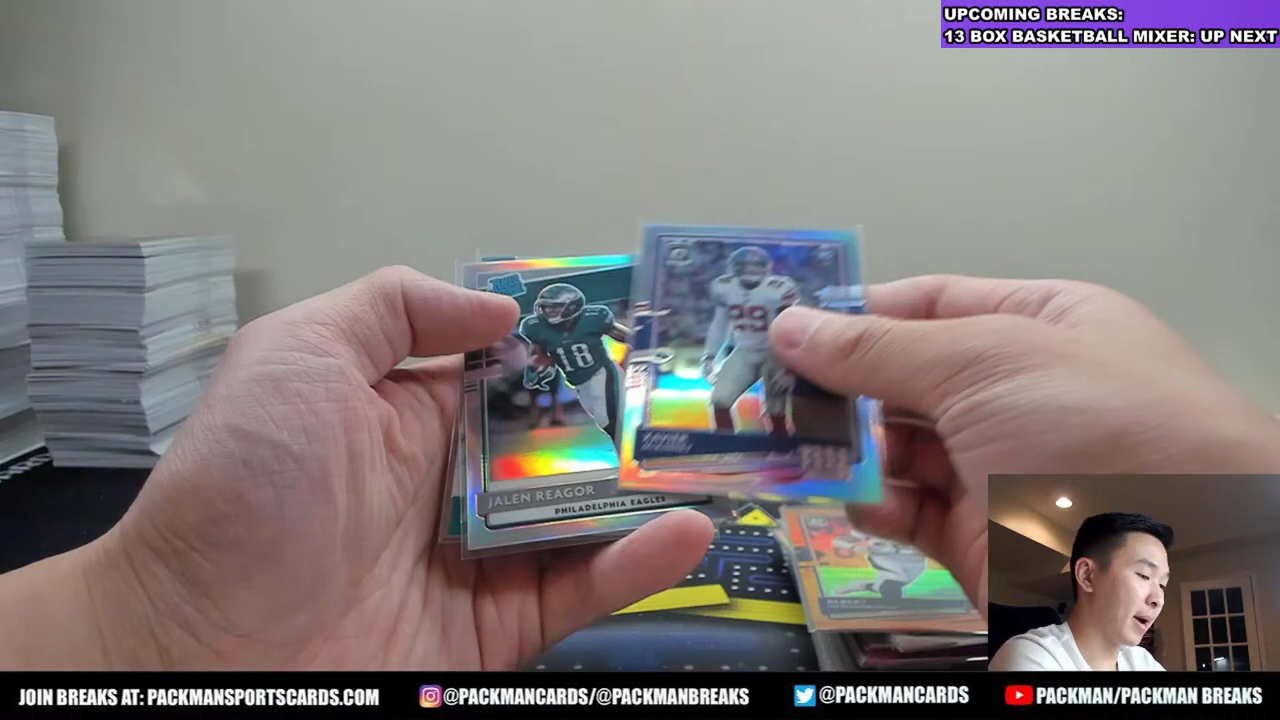 UPCOMING BREAKS:
13 BOX BASKETBALL MIXER: UP NEXT
29
18
JALEN REAGOR
PHILADELPHIA EAGLES
JOIN BREAKS AT: PACKMANSPORTSCARDS.COM
@PACKMANCARDS/@PACKMANBREAKS
@PACKMANCARDS
PACKMAN/PACKMAN BREAKS